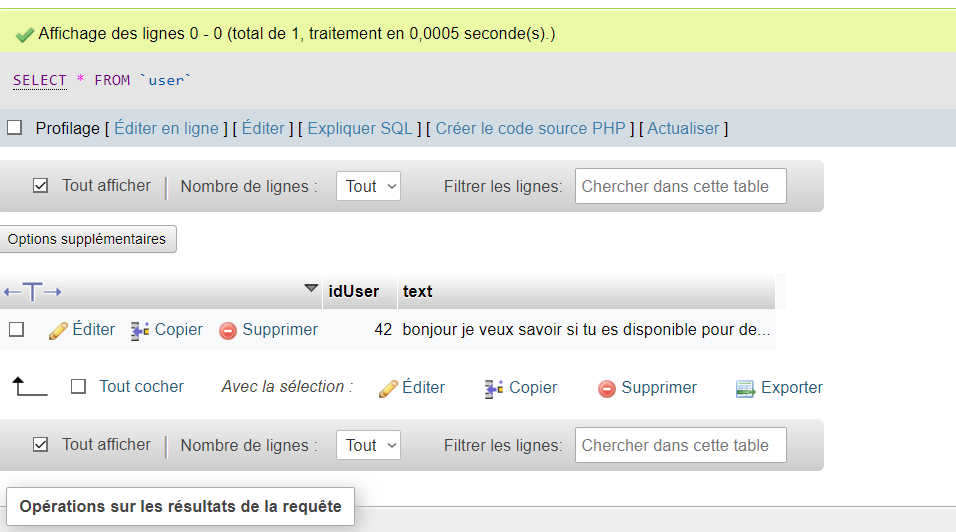 Affichage des lignes 0 - 0 (total de 1, traitement en 0,0005 seconde(s).)
SELECT * FROM `user`
Profilage [ Éditer en ligne ] [ Éditer ] [ Expliquer SQL ] [ Créer le code source PHP ] [ Actualiser ]
Tout afficher | Nombre de lignes : Tout Filtrer les lignes: Chercher dans cette table
Options supplémentaires
←T→ idUser text
Éditer Copier Supprimer 42 bonjour je veux savoir si tu es disponible pour de...
Tout cocher Avec la sélection : Éditer Copier Supprimer Exporter
Tout afficher | Nombre de lignes : Tout Filtrer les lignes: Chercher dans cette table
Opérations sur les résultats de la requête